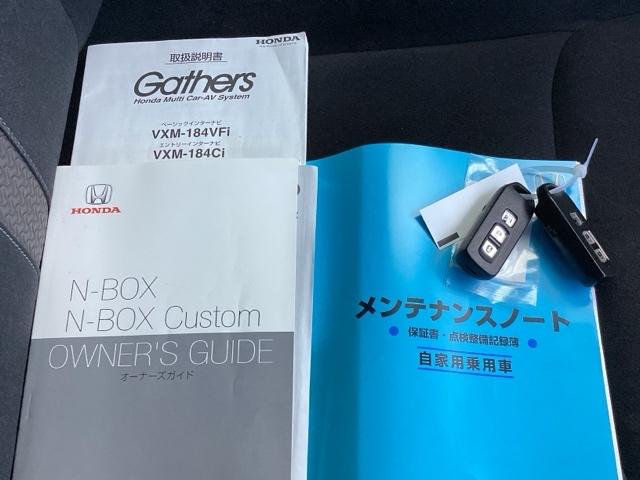 取扱説明書
HONDA
Gathers
Honda Multi Car-AV System
ベーシックインターナビ
VXM-184VFi
エントリーインターナビ
VXM-184Ci
HONDA
N-BOX
N-BOX Custom
OWNER'S GUIDE
オーナーズガイド
メンテナンスノート
保証書・点検整備記録簿
自家用乗用車